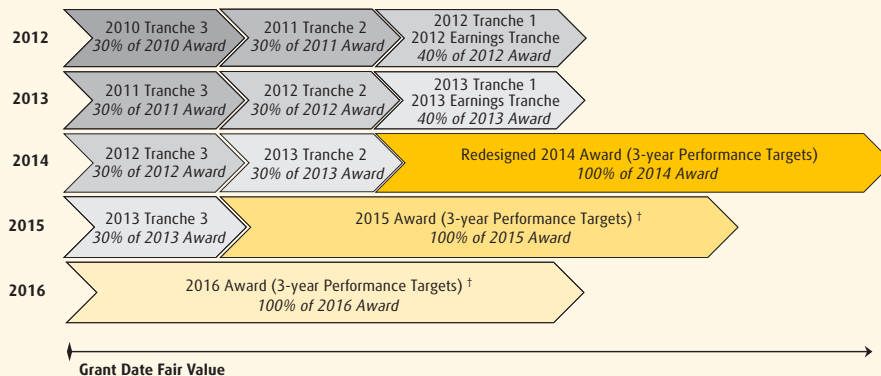 2012
2010 Tranche 3
30% of 2010 Award
2011 Tranche 2
30% of 2011 Award
2012 Tranche 1
2012 Earnings Tranche
40% of 2012 Award
2013
2011 Tranche 3
30% of 2011 Award
2012 Tranche 2
30% of 2012 Award
2013 Tranche 1
2013 Earnings Tranche
40% of 2013 Award
2014
2012 Tranche 3
30% of 2012 Award
2013 Tranche 2
30% of 2013 Award
Redesigned 2014 Award (3-year Performance Targets)
100% of 2014 Award
2015
2013 Tranche 3
30% of 2013 Award
2015 Award (3-year Performance Targets) †
100% of 2015 Award
2016
2016 Award (3-year Performance Targets) †
100% of 2016 Award
Grant Date Fair Value